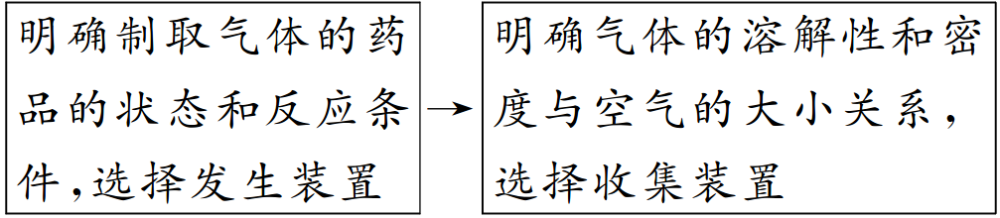 明确制取气体的药
品的状态和反应条
件,选择发生装置
明确气体的溶解性和密
度与空气的大小关系,
选择收集装置